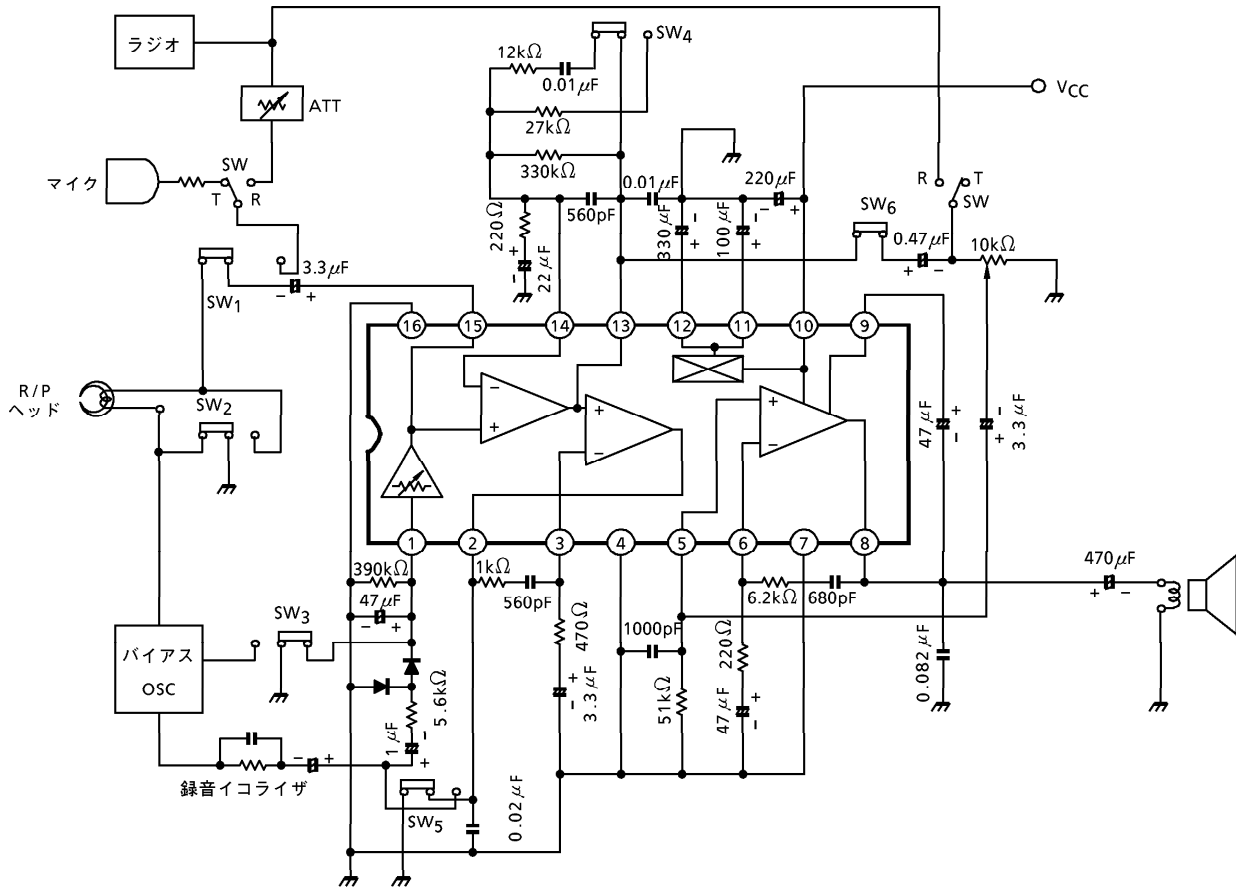 ラジオ
SW4
12kΩ
0.01μF
ATT
VCC
27kΩ
マイク
SW
T
R
330kΩ
0.01μF
220μF
−
+
R
T
SW
560pF
SW6
220Ω
+
−
22μF
330μF
−
+
100μF
−
+
0.47μF
+
−
10kΩ
3.3μF
−
+
SW1
16
15
14
13
12
11
10
9
R/P
ヘッド
SW2
−
+
+
−
+
−
47μF
+
−
−
+
3.3μF
1
2
3
4
5
6
7
8
390kΩ
1kΩ
560pF
6.2kΩ
680pF
470μF
+
−
47μF
−
+
SW3
470Ω
1000pF
220Ω
バイアス
OSC
5.6kΩ
+
−
3.3μF
51kΩ
47μF
+
−
0.082μF
1μF
−
+
−
+
録音イコライザ
SW5
0.02μF